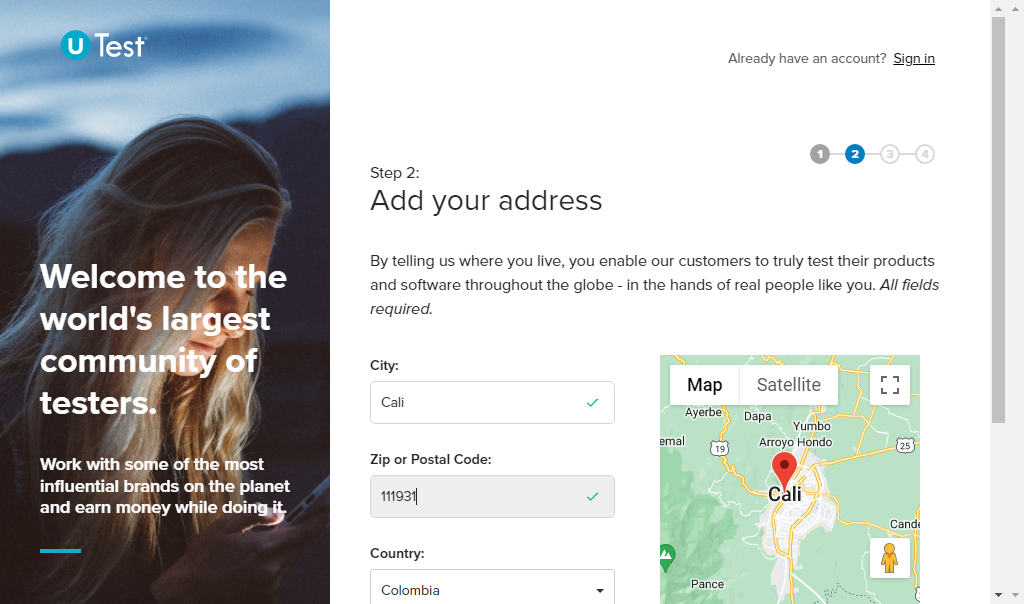 U Test
Already have an account? Sign in
1 2 3 4
Step 2:
Add your address
Welcome to the
world's largest
community of
testers.
Work with some of the most
influential brands on the planet
and earn money while doing it.
By telling us where you live, you enable our customers to truly test their products
and software throughout the globe - in the hands of real people like you. All fields
required.
City:
Cali
Zip or Postal Code:
111931
Country:
Colombia
Map Satellite
Ayerbe
Dapa
Yumbo
emal
19
Arroyo Hondo
25
Cali
Cande
Pance